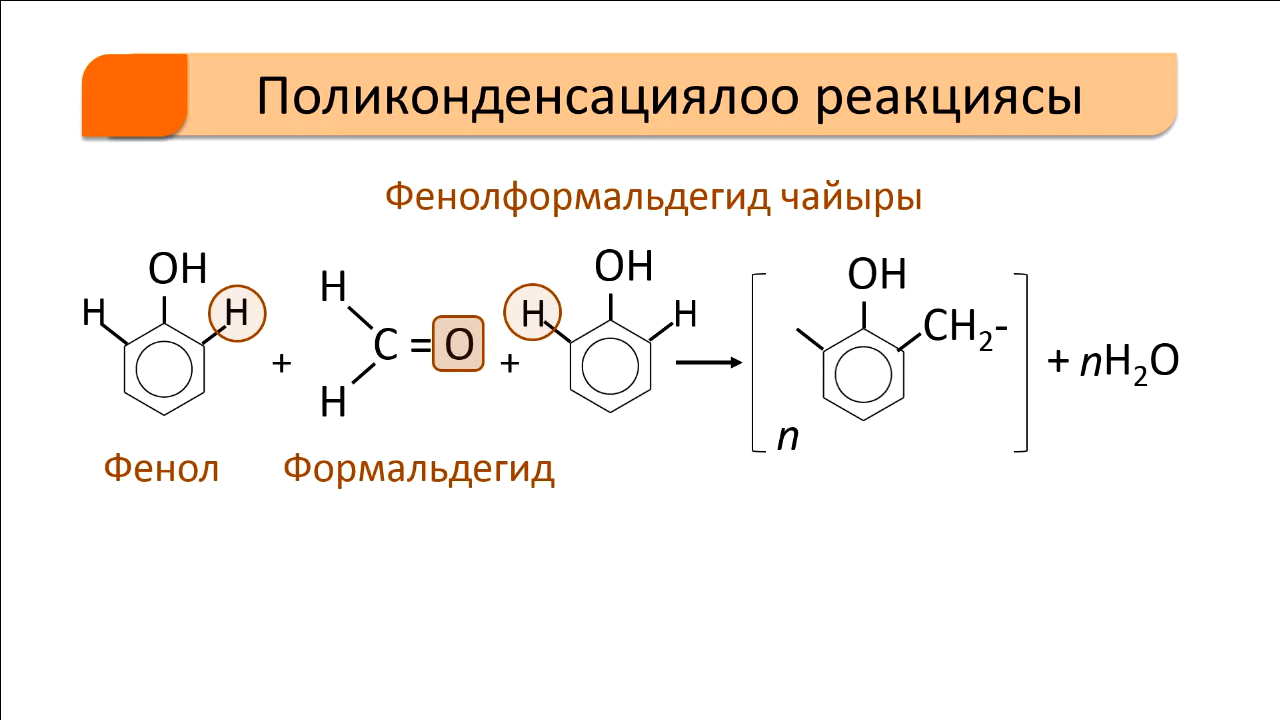 Поликонденсациялоо реакциясы
Фенолформальдегид чайыры
OH H OH OH
H H H H CH₂-
C = O
+ + + nH₂O
H n
Фенол Формальдегид